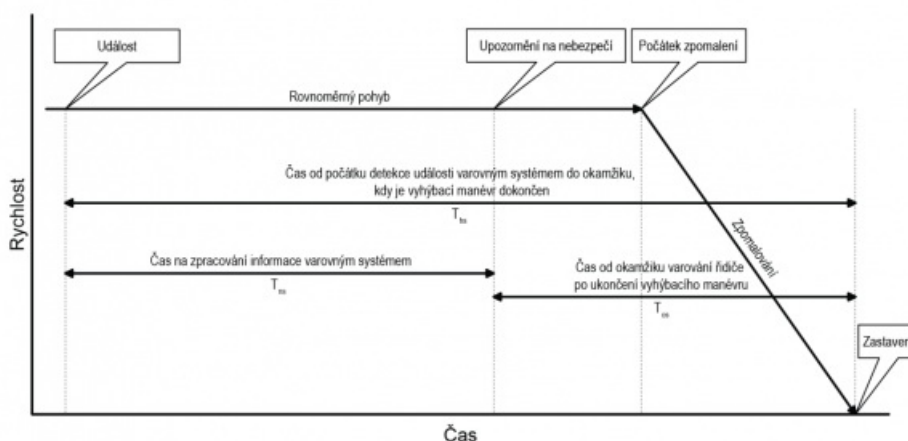 Událost
Upozornění na nebezpečí
Počátek zpomalení
Rovnoměrný pohyb
Čas od počátku detekce události varovným systémem do okamžiku,
kdy je vyhýbací manévr dokončen
Rychlost
Zpomalování
Čas na zpracování informace varovným systémem
Čas od okamžiku varování řidiče
po ukončení vyhýbacího manévru
Čas